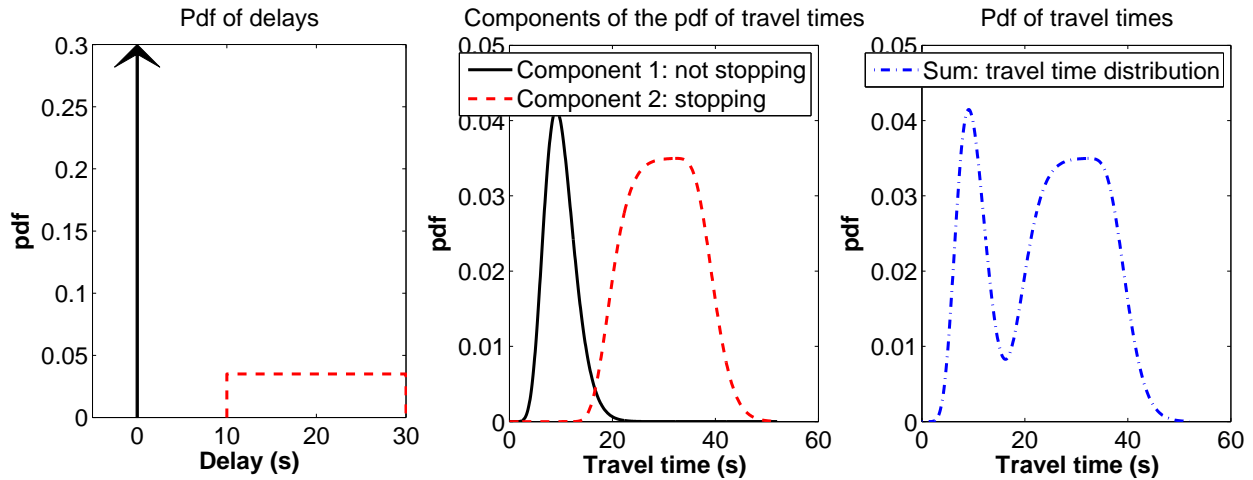 Pdf of delays
0.3
0.25
0.2
0.15
0.1
0.05
0
pdf
0
10
20
30
Delay (s)
Components of the pdf of travel times
0.05
0.04
0.03
0.02
0.01
0
pdf
Component 1: not stopping
Component 2: stopping
0
20
40
60
Travel time (s)
Pdf of travel times
0.05
0.04
0.03
0.02
0.01
0
pdf
Sum: travel time distribution
0
20
40
60
Travel time (s)